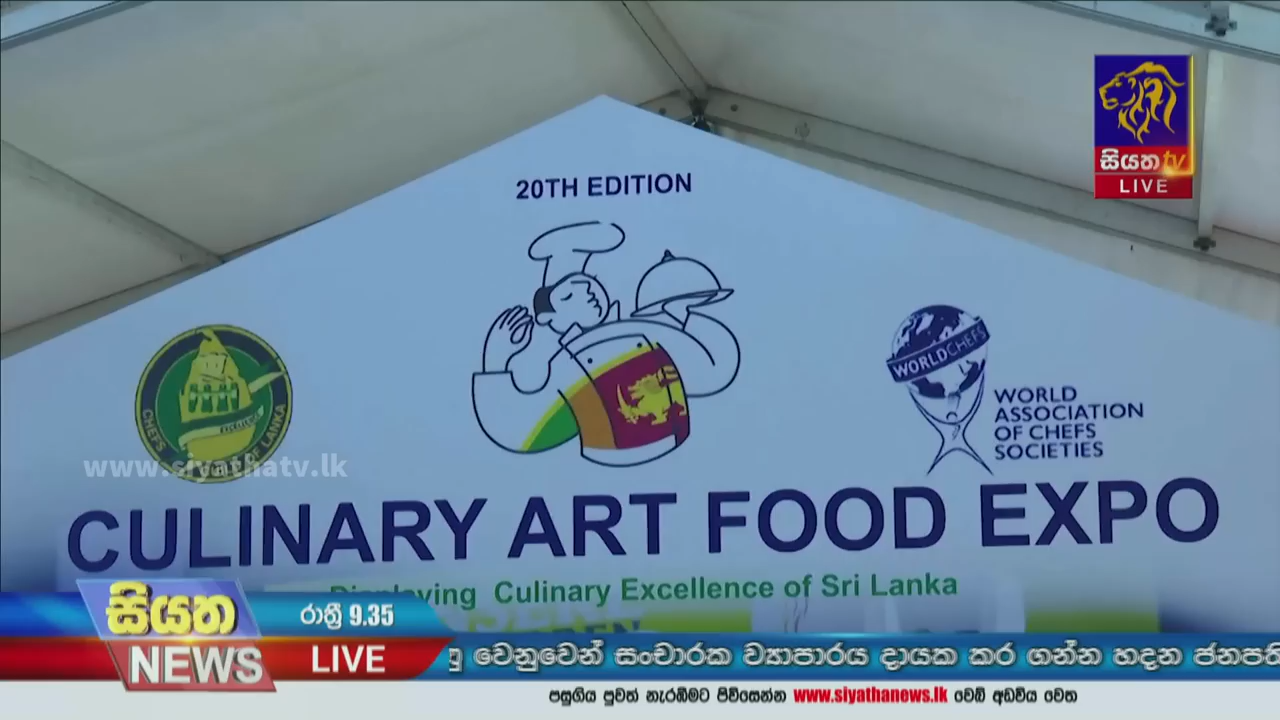 20TH EDITION
සියත tv
LIVE
WORLDCHEFS
WORLD
ASSOCIATION
OF CHEFS
SOCIETIES
CHEFS OF LANKA
www.siyathatv.lk
CULINARY ART FOOD EXPO
Displaying Culinary Excellence of Sri Lanka
සියත
රාත්‍රී 9.35
NEWS
LIVE
වෙනුවෙන් සංචාරක ව්‍යාපාරය දායක කර ගන්න හදන ජනපති
පසුගිය පුවත් නැරඹීමට පිවිසෙන්න www.siyathanews.lk වෙබ් අඩවිය වෙත